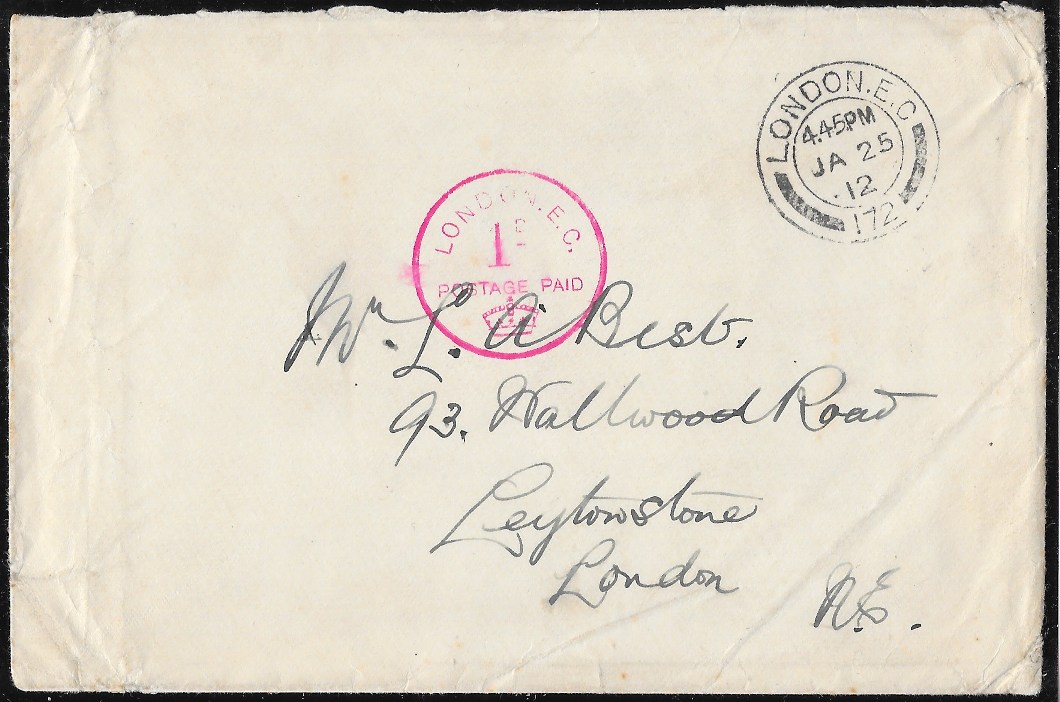 LONDON.E.C
4.45PM
JA 25
.12
172
LONDON.E.C.
1D
POSTAGE PAID
Mr. L. A Best.
93. Wallwood Road
Leytonstone
London
N.E.